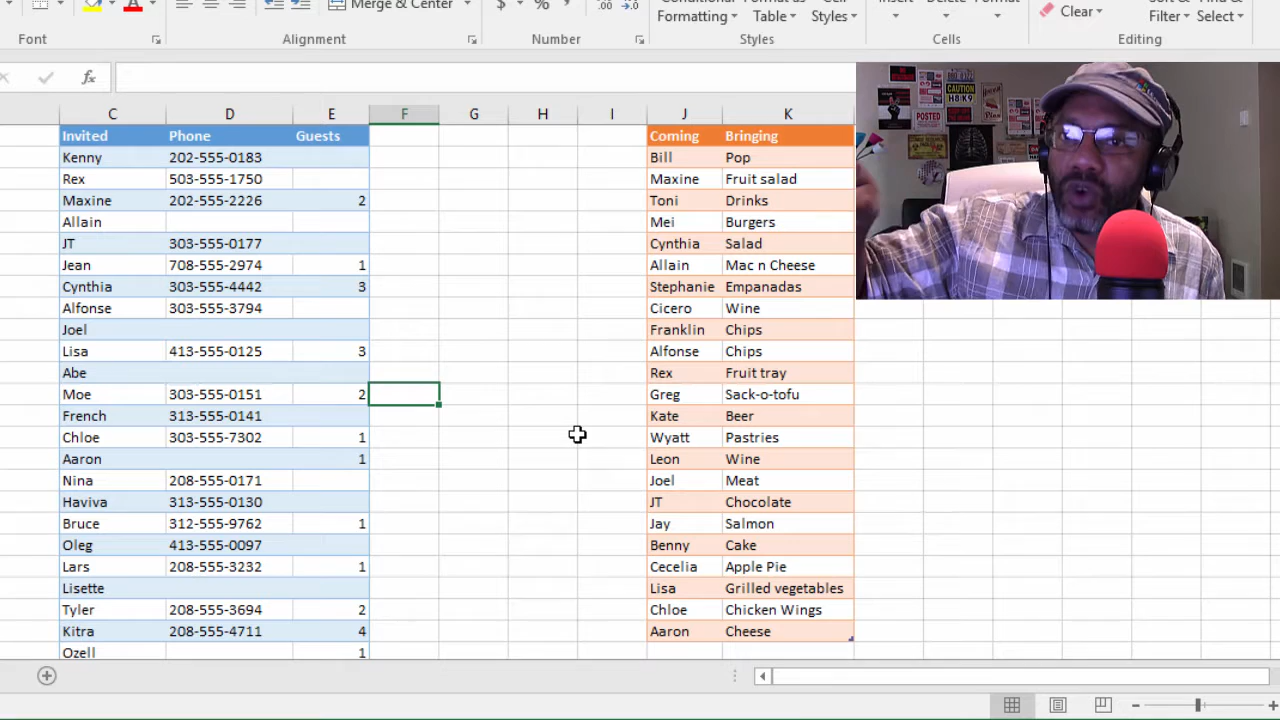 Merge & Center $ % ,
Formatting Table Styles Clear Filter Select
Font Alignment Number Styles Cells Editing
fx
C D E F G H I J K
Invited Phone Guests Coming Bringing
Kenny 202-555-0183 Bill Pop
Rex 503-555-1750 Maxine Fruit salad
Maxine 202-555-2226 2 Toni Drinks
Allain Mei Burgers
JT 303-555-0177 Cynthia Salad
Jean 708-555-2974 1 Allain Mac n Cheese
Cynthia 303-555-4442 3 Stephanie Empanadas
Alfonse 303-555-3794 Cicero Wine
Joel Franklin Chips
Lisa 413-555-0125 3 Alfonse Chips
Abe Rex Fruit tray
Moe 303-555-0151 2 Greg Sack-o-tofu
French 313-555-0141 Kate Beer
Chloe 303-555-7302 1 Wyatt Pastries
Aaron 1 Leon Wine
Nina 208-555-0171 Joel Meat
Haviva 313-555-0130 JT Chocolate
Bruce 312-555-9762 1 Jay Salmon
Oleg 413-555-0097 Benny Cake
Lars 208-555-3232 1 Cecelia Apple Pie
Lisette Lisa Grilled vegetables
Tyler 208-555-3694 2 Chloe Chicken Wings
Kitra 208-555-4711 4 Aaron Cheese
Ozell 1
CAUTION
H8 K9
POSTED